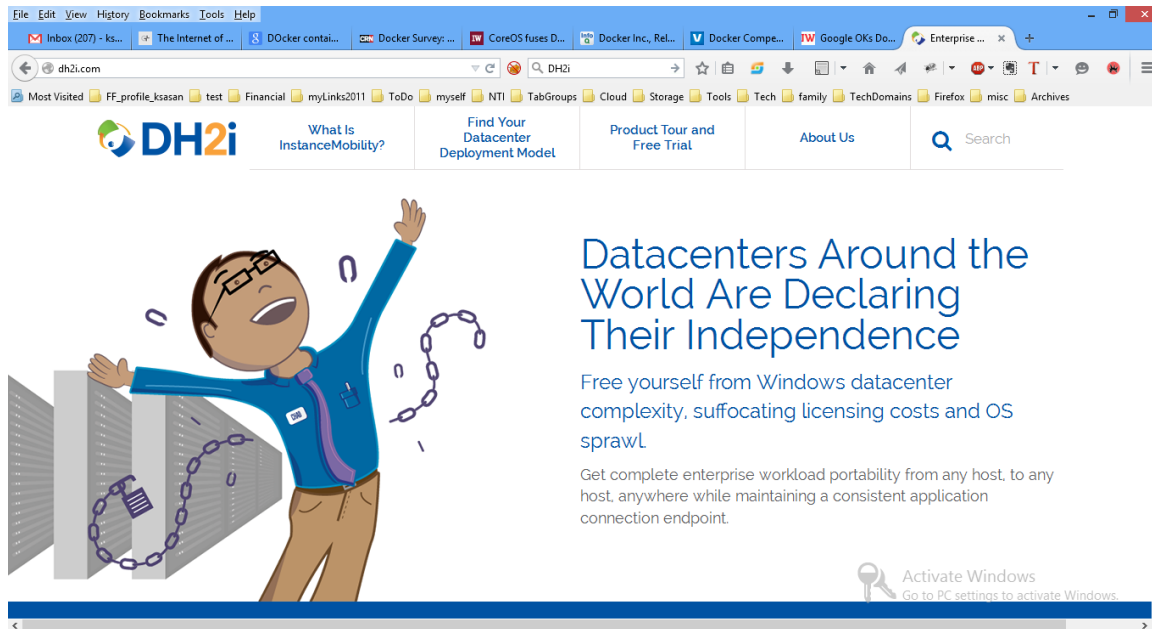 File Edit View History Bookmarks Tools Help
Inbox (207) - ks... The Internet of ... DOcker contai... Docker Survey: ... CoreOS fuses D... Docker Inc., Rel... Docker Compe... Google OKs Do... Enterprise ...
dh2i.com DH2i
Most Visited FF_profile_ksasan test Financial myLinks2011 ToDo myself NTI TabGroups Cloud Storage Tools Tech family TechDomains Firefox misc Archives
DH2i
What Is
InstanceMobility?
Find Your
Datacenter
Deployment Model
Product Tour and
Free Trial
About Us
Search
Datacenters Around the
World Are Declaring
Their Independence
Free yourself from Windows datacenter
complexity, suffocating licensing costs and OS
sprawl.
Get complete enterprise workload portability from any host, to any
host, anywhere while maintaining a consistent application
connection endpoint.
Activate Windows
Go to PC settings to activate Windows.